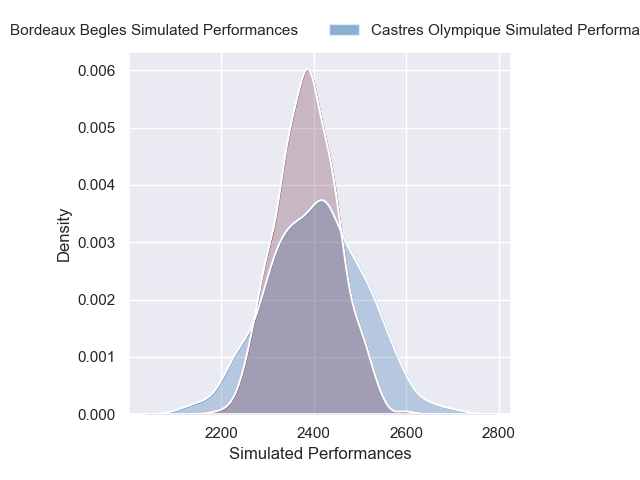 Bordeaux Begles Simulated Performances
Castres Olympique Simulated Performa
0.006
0.005
0.004
0.003
0.002
0.001
0.000
Density
2200 2400 2600 2800
Simulated Performances